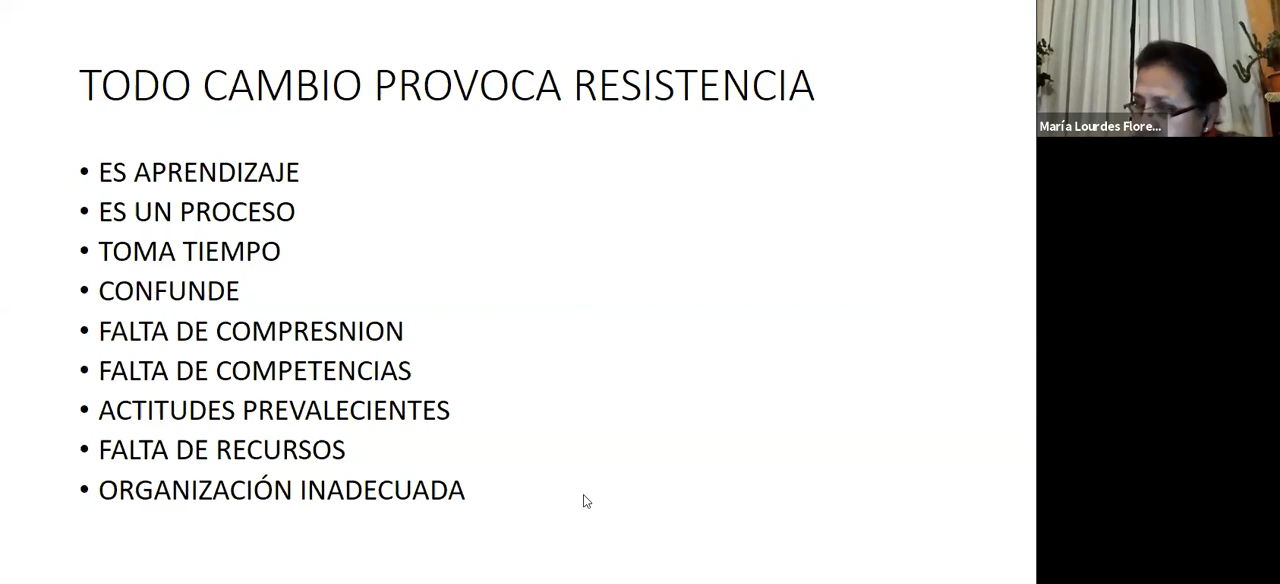 TODO CAMBIO PROVOCA RESISTENCIA
• ES APRENDIZAJE
• ES UN PROCESO
• TOMA TIEMPO
• CONFUNDE
• FALTA DE COMPRESNION
• FALTA DE COMPETENCIAS
• ACTITUDES PREVALECIENTES
• FALTA DE RECURSOS
• ORGANIZACIÓN INADECUADA
María Lourdes Flore...